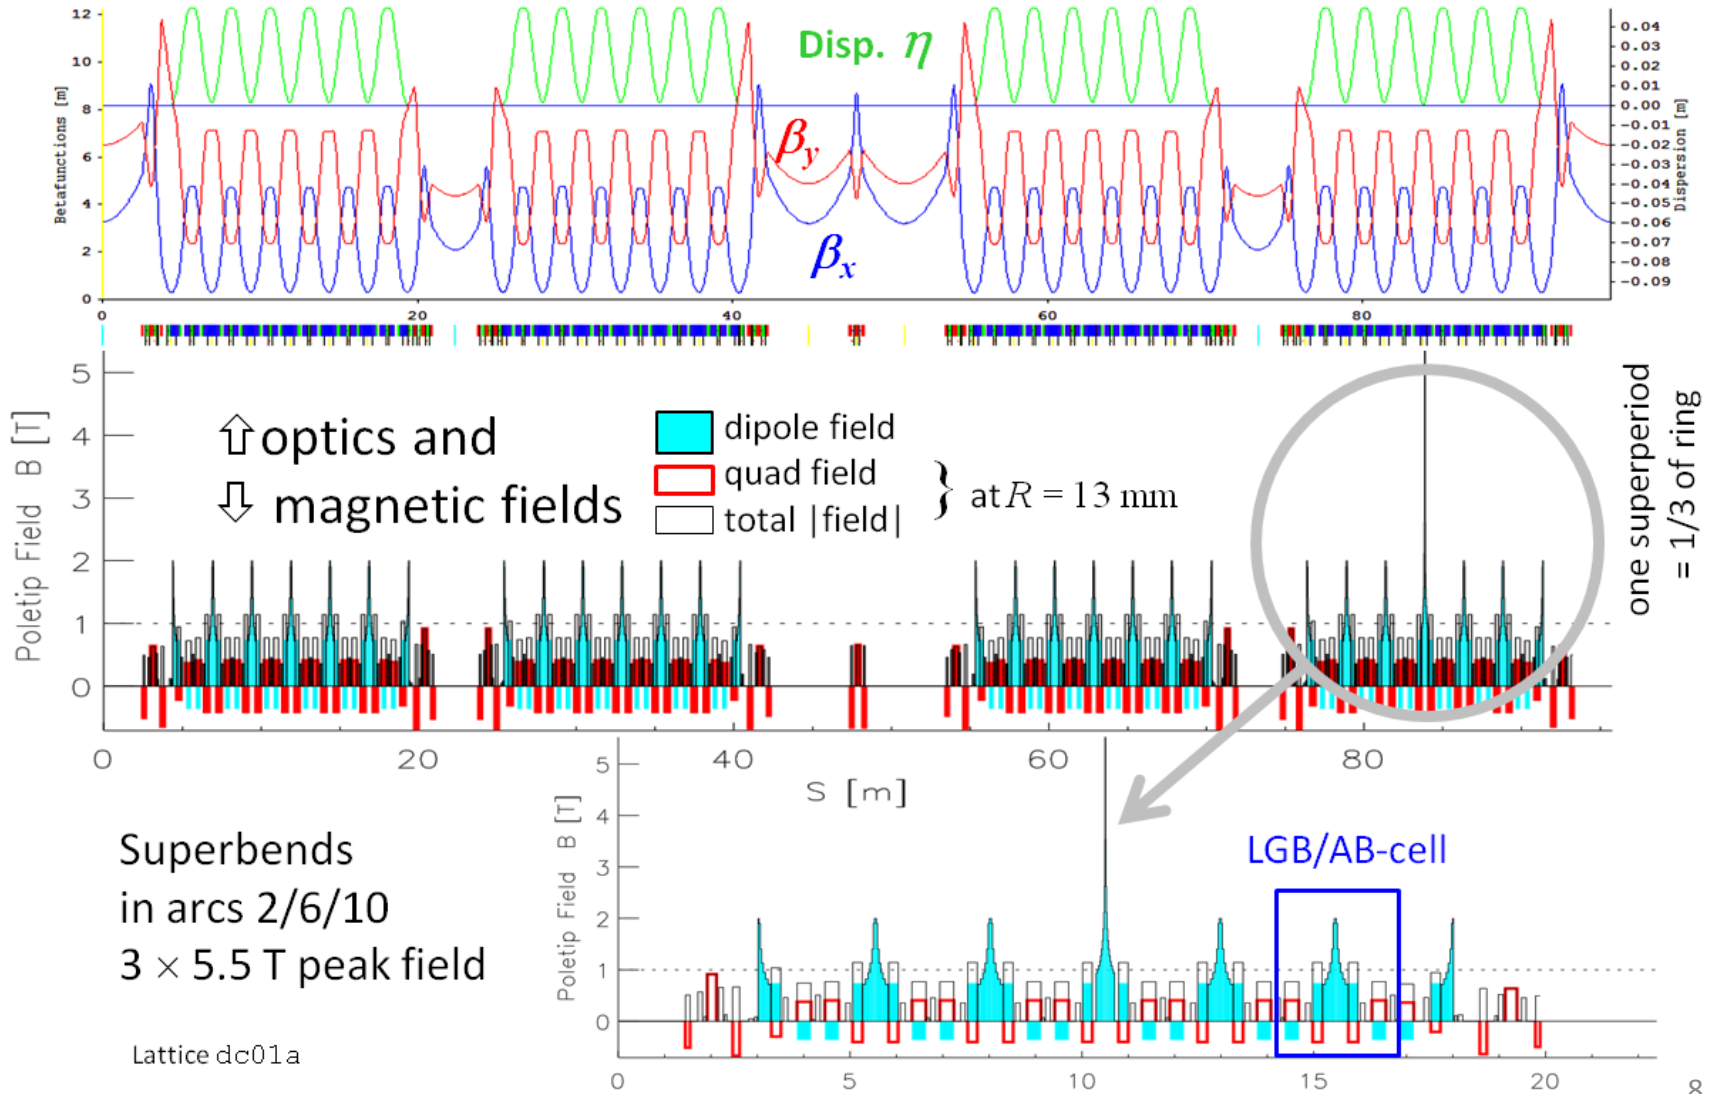 12
10
8
6
4
2
0
Betafunctions [m]
Disp. η
βy
βx
0.04
0.03
0.02
0.01
0.00
−0.01
−0.02
−0.03
−0.04
−0.05
−0.06
−0.07
−0.08
−0.09
Dispersion [m]
0 20 40 60 80
5
4
3
2
1
0
Poletip Field B [T]
⇧ optics and
⇩ magnetic fields
dipole field
quad field
total |field|
} at R = 13 mm
one superperiod
= 1/3 of ring
0 20 40 60 80
S [m]
Superbends
in arcs 2/6/10
3 × 5.5 T peak field
Lattice dc01a
5
4
3
2
1
0
Poletip Field B [T]
LGB/AB-cell
0 5 10 15 20
8